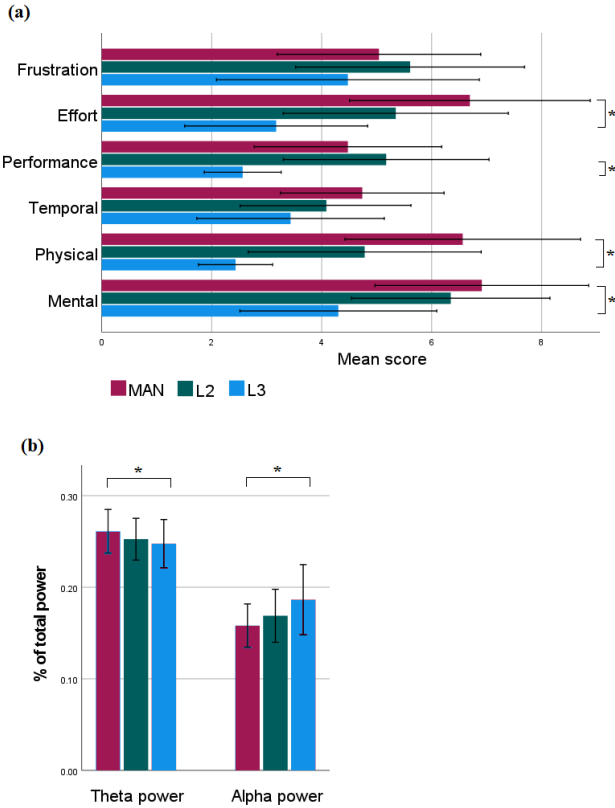 (a)
Frustration
*
Effort
Performance
*
Temporal
Physical
*
Mental
*
0 2 4 6 8
Mean score
MAN L2 L3
(b)
* *
0.30
0.20
% of total power
0.10
0.00
Theta power Alpha power